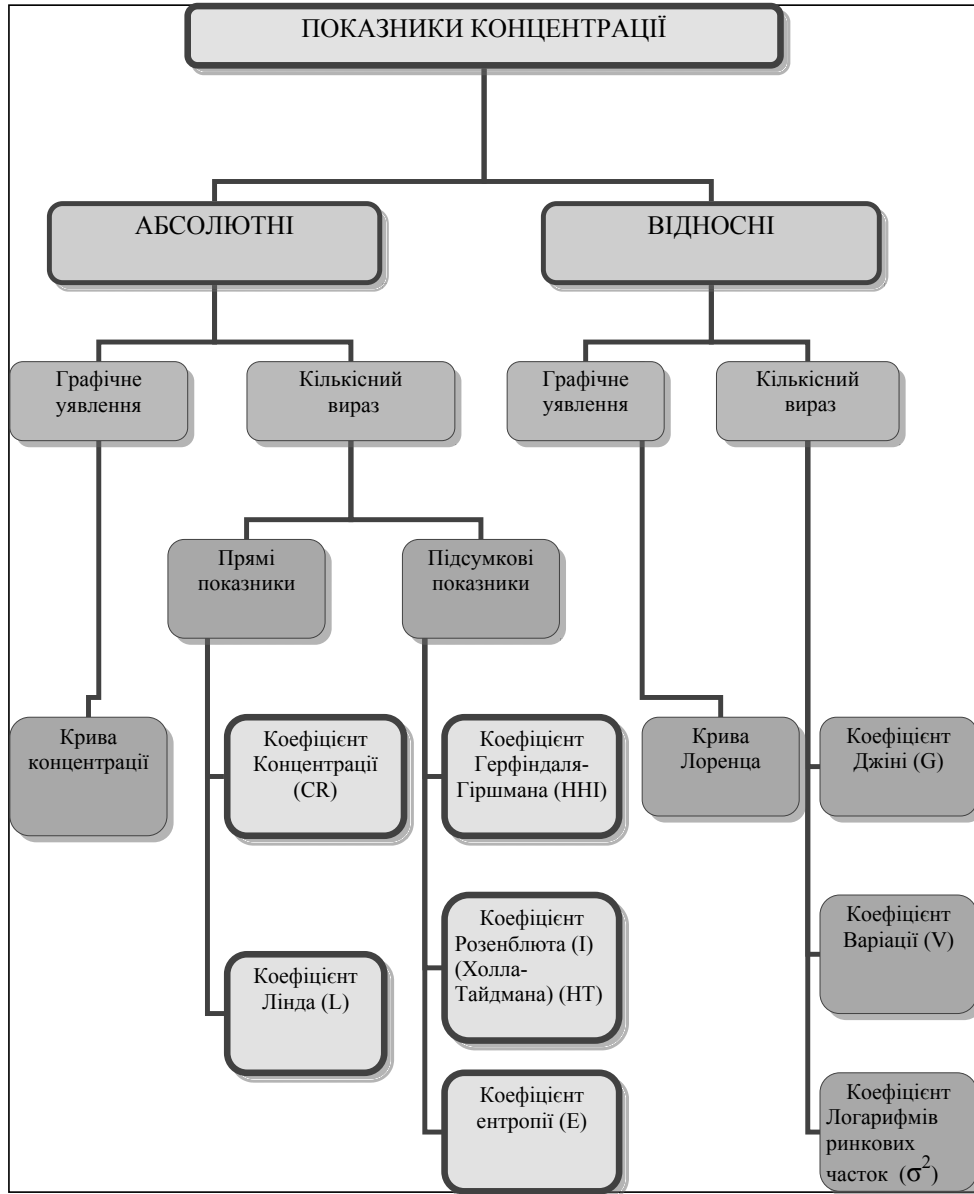 ПОКАЗНИКИ КОНЦЕНТРАЦІЇ
АБСОЛЮТНІ
ВІДНОСНІ
Графічне
уявлення
Кількісний
вираз
Графічне
уявлення
Кількісний
вираз
Прямі
показники
Підсумкові
показники
Крива
концентрації
Коефіцієнт
Концентрації
(CR)
Коефіцієнт
Герфіндаля-
Гіршмана (HHI)
Крива
Лоренца
Коефіцієнт
Джіні (G)
Коефіцієнт
Лінда (L)
Коефіцієнт
Розенблюта (I)
(Холла-
Тайдмана) (HT)
Коефіцієнт
Варіації (V)
Коефіцієнт
ентропії (E)
Коефіцієнт
Логарифмів
ринкових
часток (σ²)